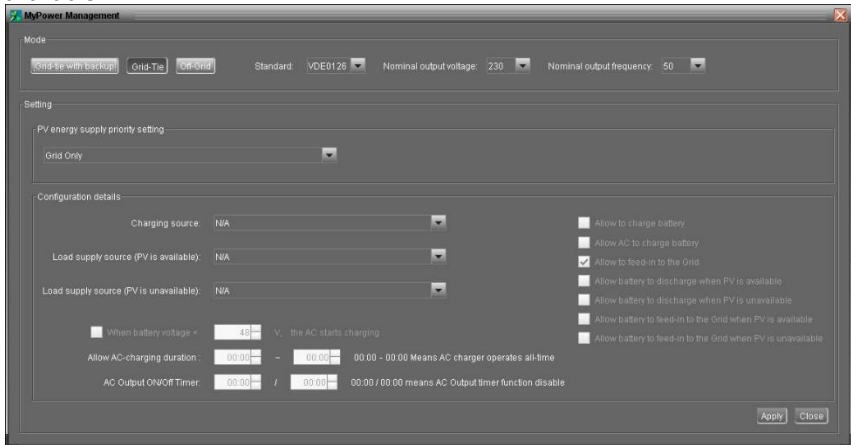 MyPower Management
Mode
Grid-tie with backup Grid-Tie Off-Grid Standard: VDE0126 Nominal output voltage: 230 Nominal output frequency: 50
Setting
PV energy supply priority setting
Grid Only
Configuration details
Charging source: N/A
Load supply source (PV is available): N/A
Load supply source (PV is unavailable): N/A
When battery voltage < 48 V, the AC starts charging
Allow AC-charging duration : 00:00 ~ 00:00 00:00 - 00:00 Means AC charger operates all-time
AC Output ON/Off Timer: 00:00 / 00:00 00:00 / 00:00 means AC Output timer function disable
Allow to charge battery
Allow AC to charge battery
Allow to feed-in to the Grid
Allow battery to discharge when PV is available
Allow battery to discharge when PV is unavailable
Allow battery to feed-in to the Grid when PV is available
Allow battery to feed-in to the Grid when PV is unavailable
Apply Close